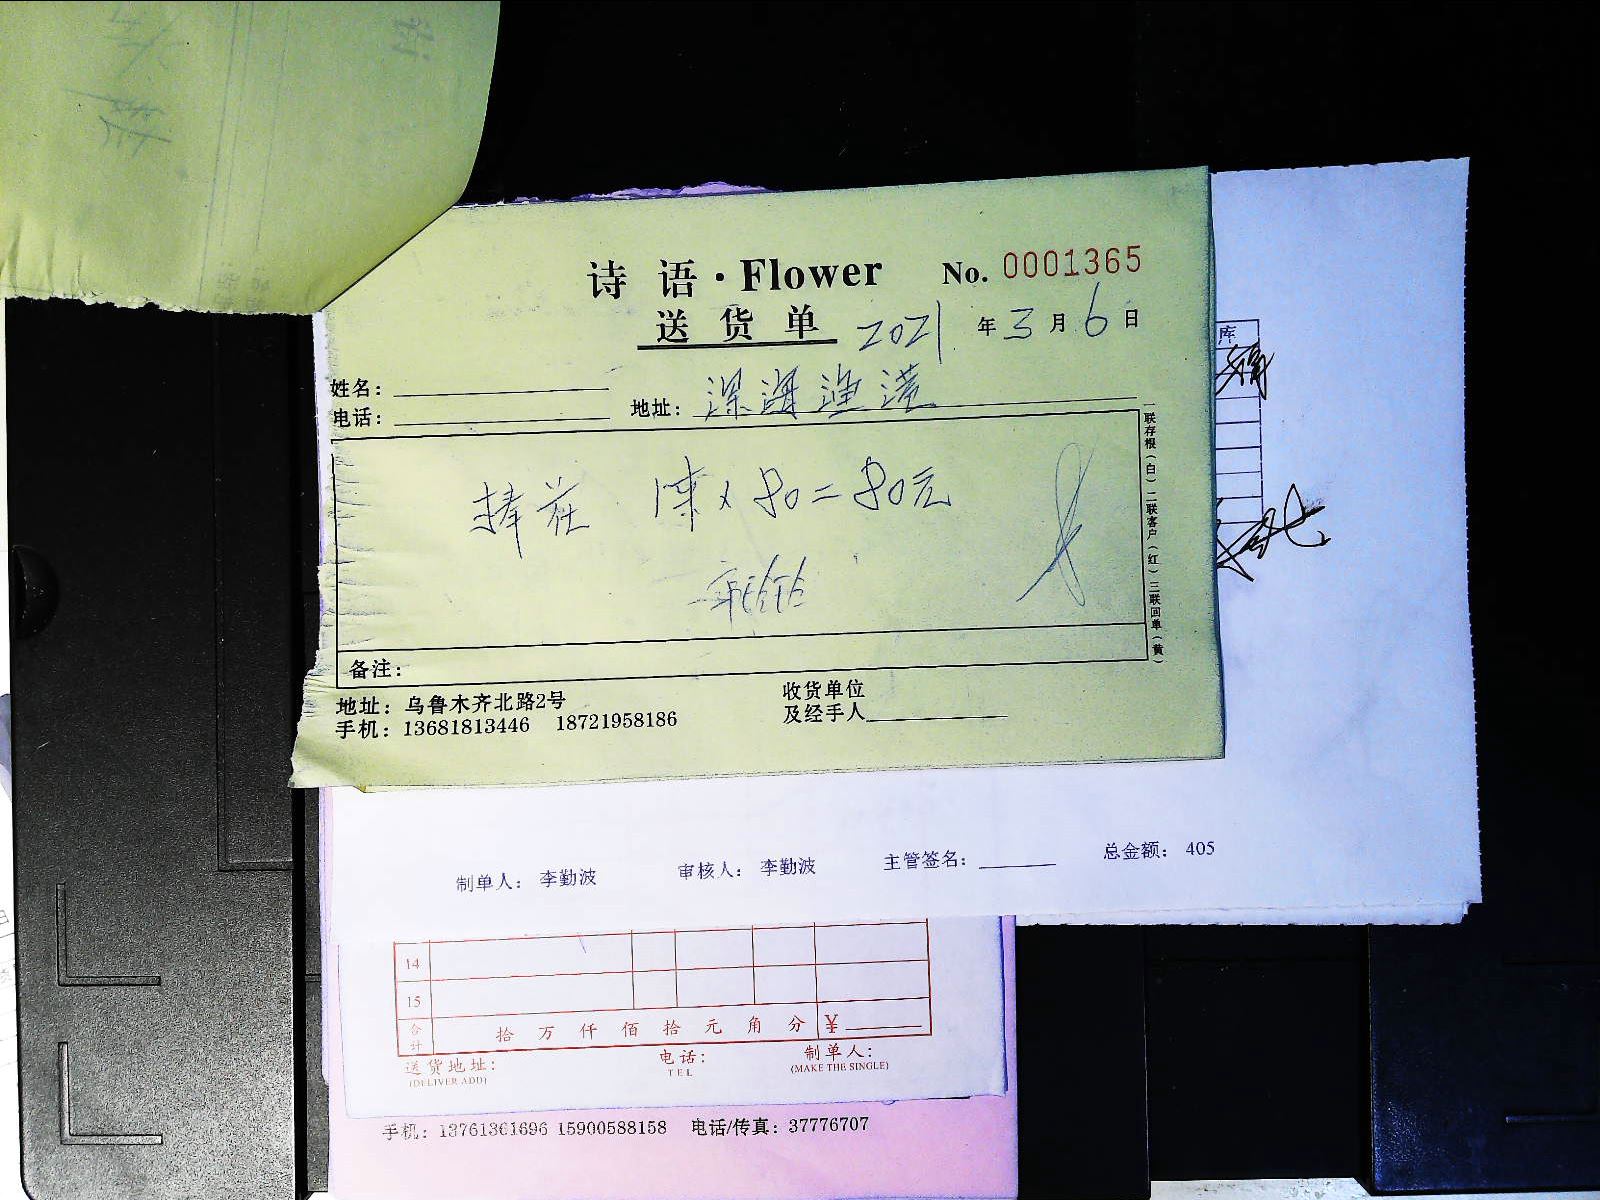 诗语·Flower No. 0001365
送货单 2021年3月6日
姓名：
电话：
地址：深海渔港
捧花 1束×80=80元
备注：
地址：乌鲁木齐北路2号
手机：13681813446 18721958186
收货单位
及经手人
一联存根（白）二联客户（红）三联回单（黄）
库
制单人：李勤波 审核人：李勤波 主管签名： 总金额：405
14
15
合计 拾万仟佰拾元角分 ¥
送货地址： 电话： 制单人：
(DELIVER ADD) TEL (MAKE THE SINGLE)
手机：13761361696 15900588158 电话/传真：37776707